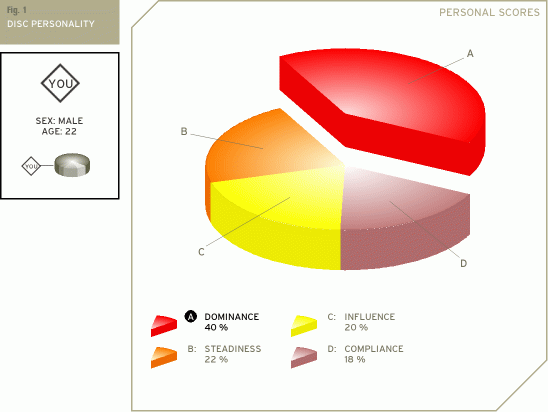 Fig. 1
DISC PERSONALITY
PERSONAL SCORES
YOU
SEX: MALE
AGE: 22
YOU
A
B
C
D
A DOMINANCE
40 %
C: INFLUENCE
20 %
B: STEADINESS
22 %
D: COMPLIANCE
18 %